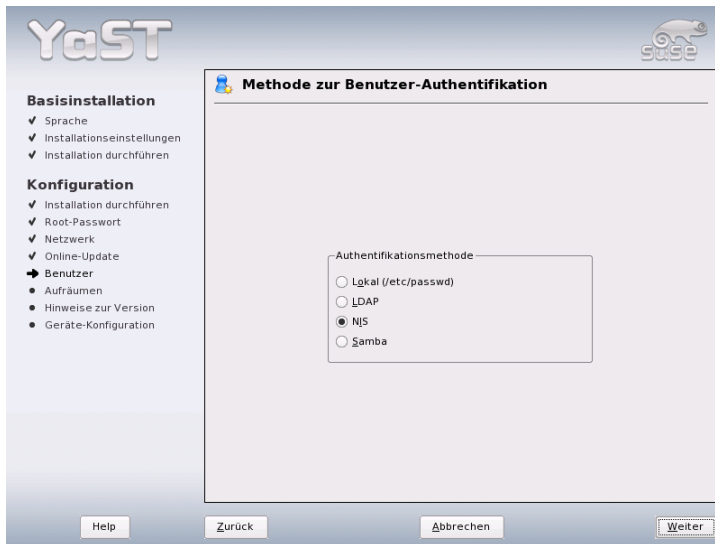 YaST
suse
Basisinstallation
Sprache
Installationseinstellungen
Installation durchführen
Konfiguration
Installation durchführen
Root-Passwort
Netzwerk
Online-Update
Benutzer
Aufräumen
Hinweise zur Version
Geräte-Konfiguration
Methode zur Benutzer-Authentifikation
Authentifikationsmethode
Lokal (/etc/passwd)
LDAP
NIS
Samba
Help
Zurück
Abbrechen
Weiter